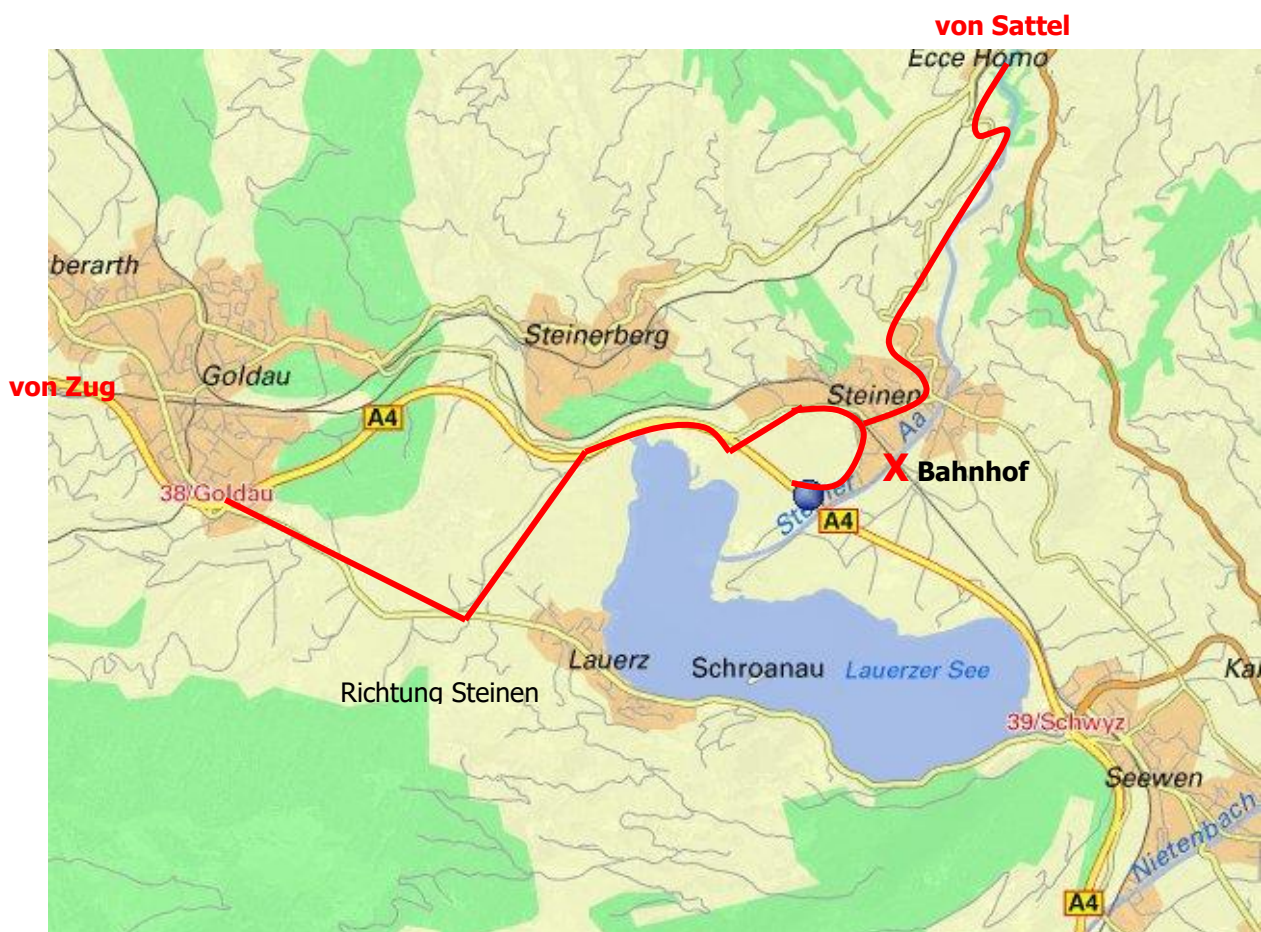 von Sattel
Ecce Homo
berarth
Steinerberg
Goldau
von Zug
Steinen
A4
Aa
Bahnhof
38/Goldau
A4
Lauerz
Schroanau
Lauerzer See
Richtung Steinen
Ka
39/Schwyz
Seewen
Nietenbach
A4